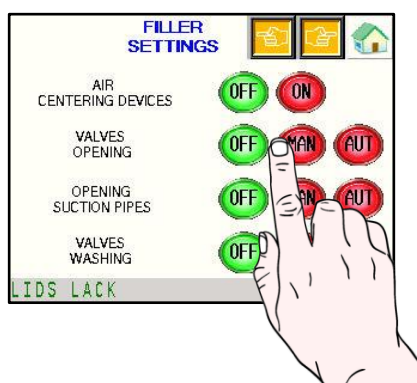 FILLER
SETTINGS
AIR
CENTERING DEVICES
OFF ON
VALVES
OPENING
OFF MAN AUT
OPENING
SUCTION PIPES
OFF AUT
VALVES
WASHING
OFF
LIDS LACK